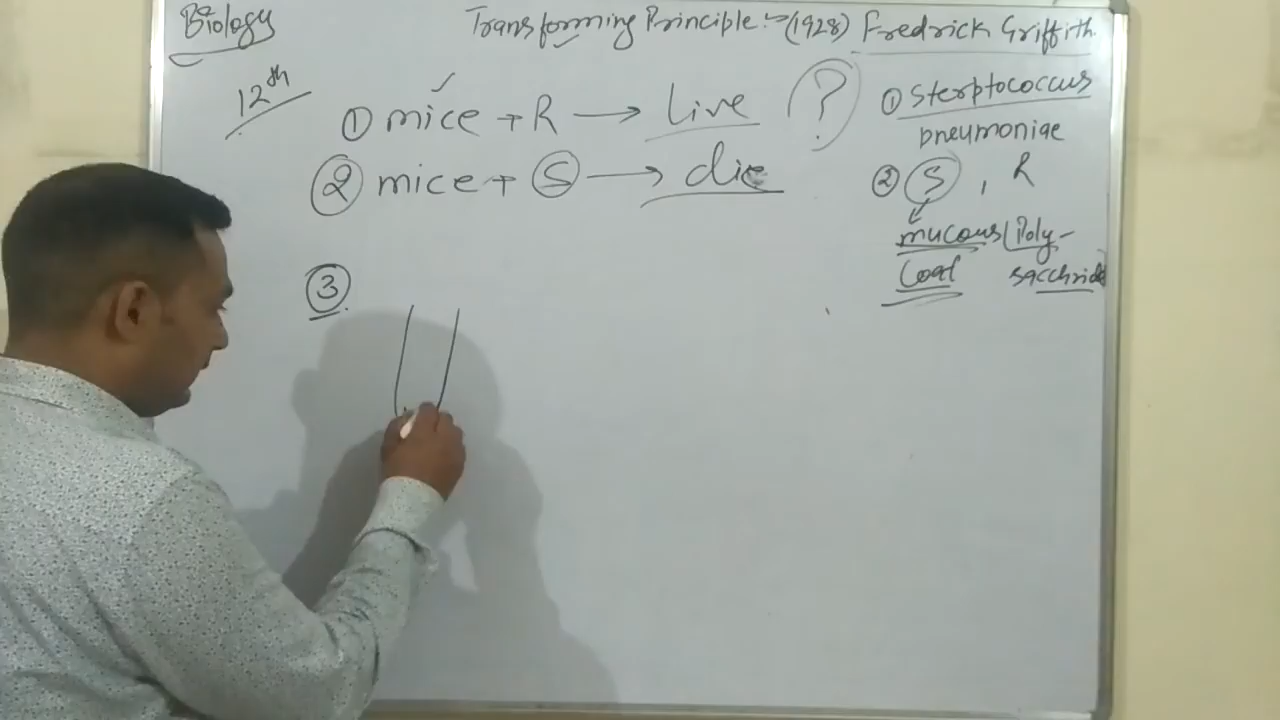 Biology
Transforming Principle :- (1928) Fredrick Griffith.
12th
① mice + R → Live ?
② mice + S → die
③.
① Sterptococcus
pneumoniae
② S, R
mucous / Poly-
Coat sacchride